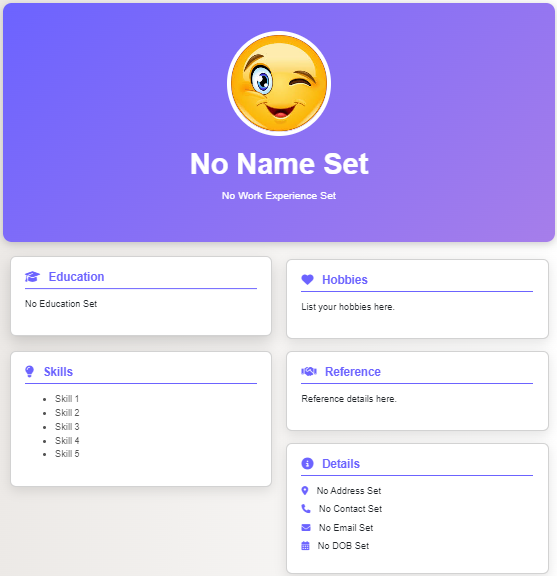 No Name Set
No Work Experience Set
Education
No Education Set
Skills
Skill 1
Skill 2
Skill 3
Skill 4
Skill 5
Hobbies
List your hobbies here.
Reference
Reference details here.
Details
No Address Set
No Contact Set
No Email Set
No DOB Set